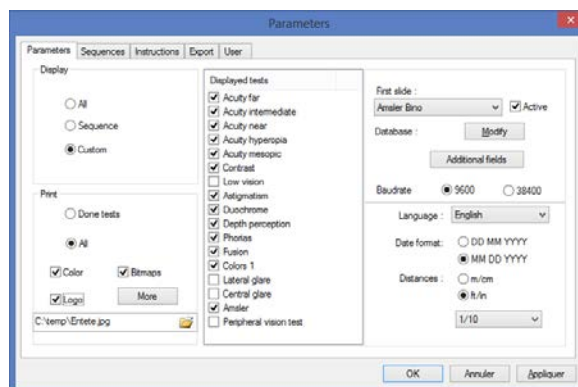 Parameters
Parameters Sequences Instructions Export User
Display
All
Sequence
Custom
Print
Done tests
All
Color Bitmaps
Logo More
C:\temp\Entete.jpg
Displayed tests
Acuity far
Acuity intermediate
Acuity near
Acuity hyperopia
Acuity mesopic
Contrast
Low vision
Astigmatism
Duochrome
Depth perception
Phorias
Fusion
Colors 1
Lateral glare
Central glare
Amsler
Peripheral vision test
First slide :
Amsler Bino Active
Database : Modify
Additional fields
Baudrate 9600 38400
Language : English
Date format: DD MM YYYY
MM DD YYYY
Distances : m/cm
ft/in
1/10
OK Annuler Appliquer